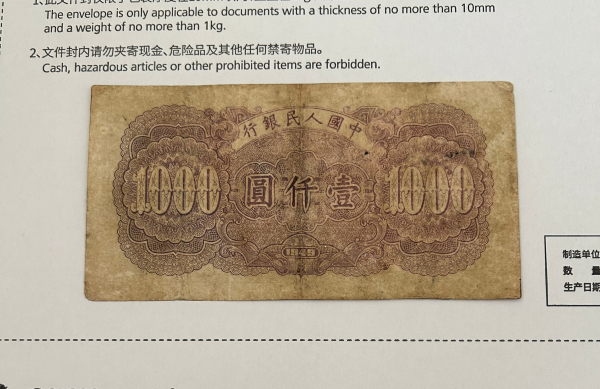 The envelope is only applicable to documents with a thickness of no more than 10mm
and a weight of no more than 1kg.
2、文件封内请勿夹寄现金、危险品及其他任何禁寄物品。
Cash, hazardous articles or other prohibited items are forbidden.
行銀民人國中
1000 圓仟壹 1000
制造单位
数 量
生产日期